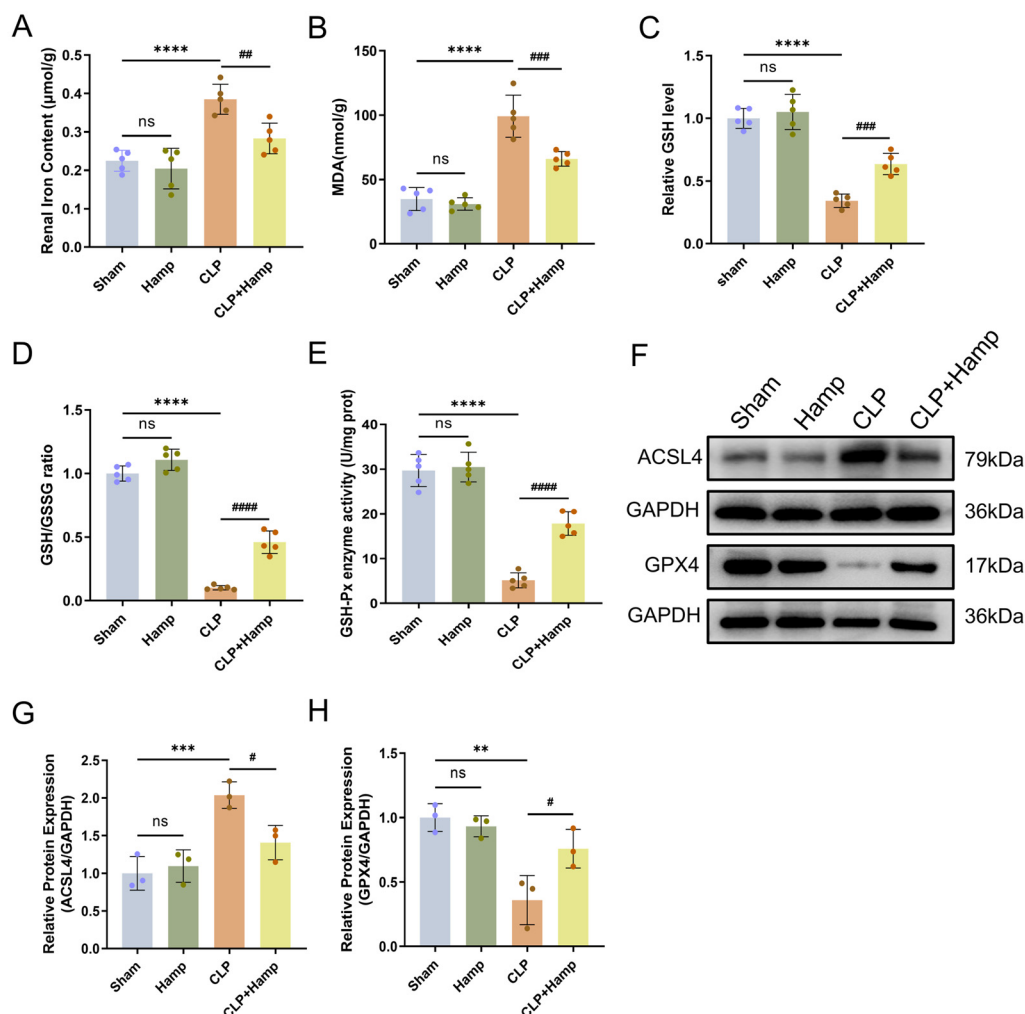 A
Renal Iron Content (μmol/g)
0.5
0.4
0.3
0.2
0.1
0.0
****
##
ns
Sham
Hamp
CLP
CLP+Hamp
B
MDA(nmol/g)
150
100
50
0
****
###
ns
Sham
Hamp
CLP
CLP+Hamp
C
Relative GSH level
2.0
1.5
1.0
0.5
0.0
****
ns
###
sham
Hamp
CLP
CLP+Hamp
D
GSH/GSSG ratio
1.5
1.0
0.5
0.0
****
ns
####
Sham
Hamp
CLP
CLP+Hamp
E
GSH-Px enzyme activity (U/mg prot)
40
30
20
10
0
****
ns
####
Sham
Hamp
CLP
CLP+Hamp
F
Sham Hamp CLP CLP+Hamp
ACSL4 79kDa
GAPDH 36kDa
GPX4 17kDa
GAPDH 36kDa
G
Relative Protein Expression
(ACSL4/GAPDH)
2.5
2.0
1.5
1.0
0.5
0.0
***
#
ns
Sham
Hamp
CLP
CLP+Hamp
H
Relative Protein Expression
(GPX4/GAPDH)
1.5
1.0
0.5
0.0
**
ns
#
Sham
Hamp
CLP
CLP+Hamp